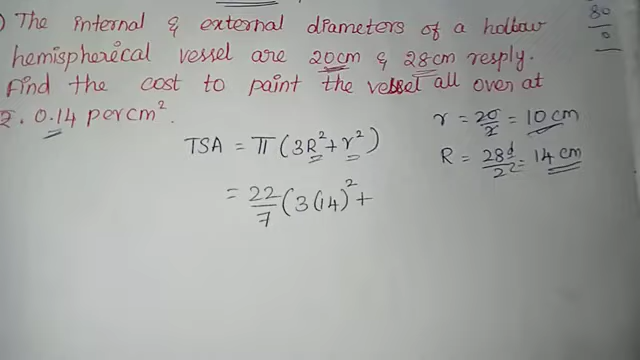 ) The internal & external diameters of a hollow
hemispherical vessel are 20cm & 28cm resply.
Find the cost to paint the vessel all over at
₹. 0.14 per cm².
80
0
TSA = π (3R² + r²)
= 22/7 (3(14)² +
r = 20/2 = 10 cm
R = 28/2 = 14 cm